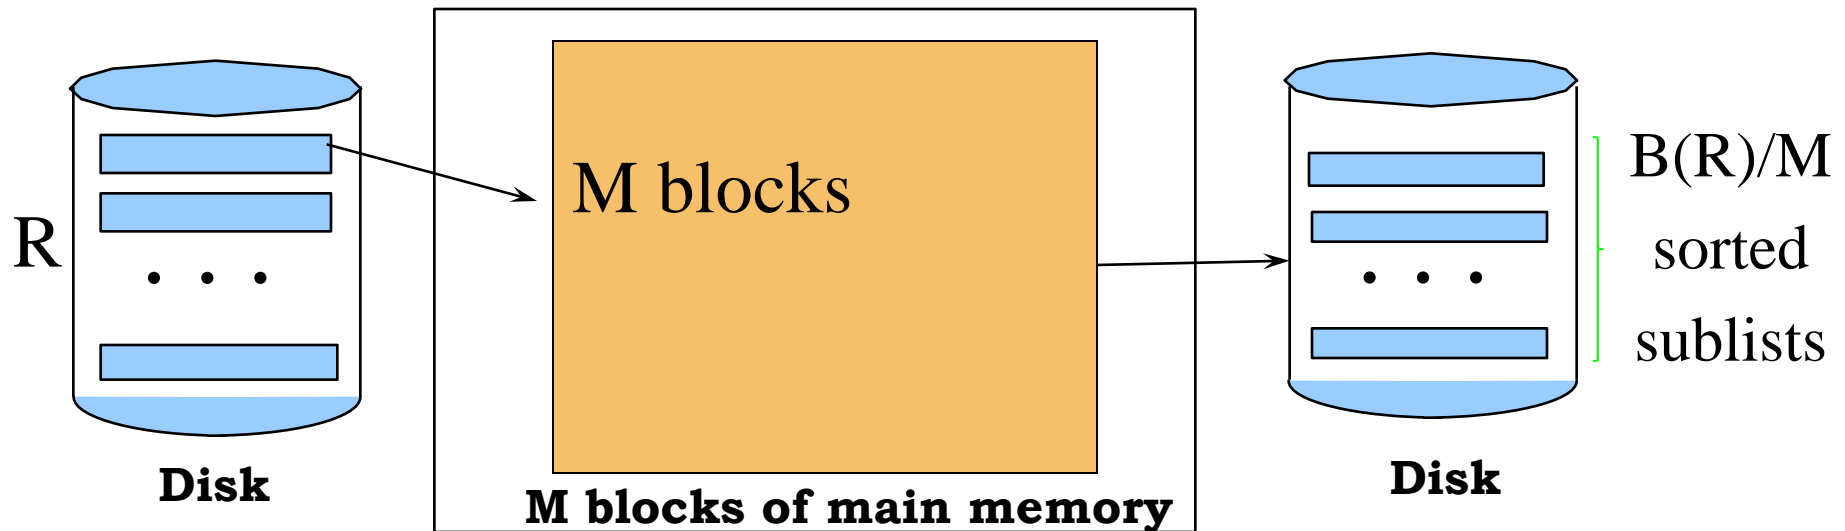 R
• • •
Disk
M blocks
M blocks of main memory
• • •
Disk
B(R)/M
sorted
sublists